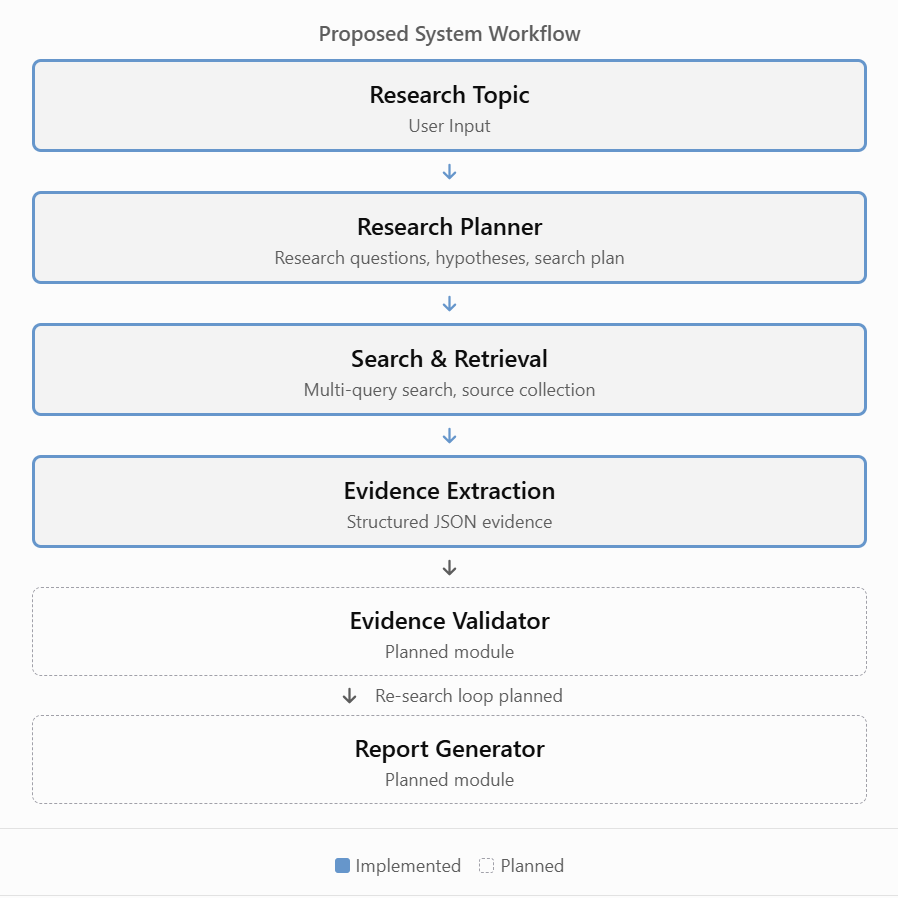 Proposed System Workflow
Research Topic
User Input
Research Planner
Research questions, hypotheses, search plan
Search & Retrieval
Multi-query search, source collection
Evidence Extraction
Structured JSON evidence
Evidence Validator
Planned module
Re-search loop planned
Report Generator
Planned module
Implemented Planned